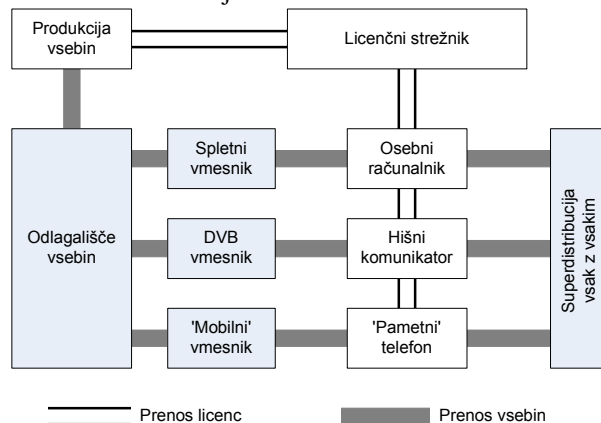 Produkcija
vsebin
Licenčni strežnik
Odlagališče
vsebin
Spletni
vmesnik
Osebni
računalnik
DVB
vmesnik
Hišni
komunikator
'Mobilni'
vmesnik
'Pametni'
telefon
Superdistribucija
vsak z vsakim
Prenos licenc
Prenos vsebin